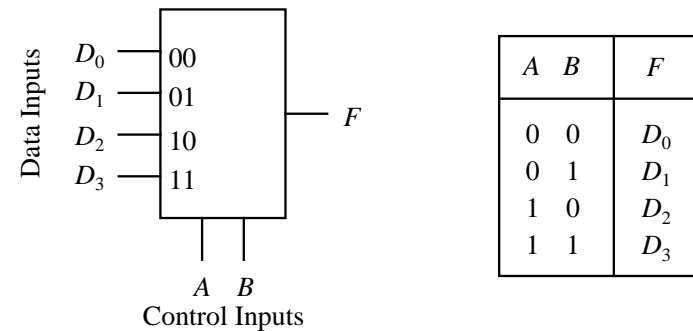 Data Inputs
D₀ 00
D₁ 01
D₂ 10
D₃ 11
F
A B
Control Inputs
A B F
0 0 D₀
0 1 D₁
1 0 D₂
1 1 D₃